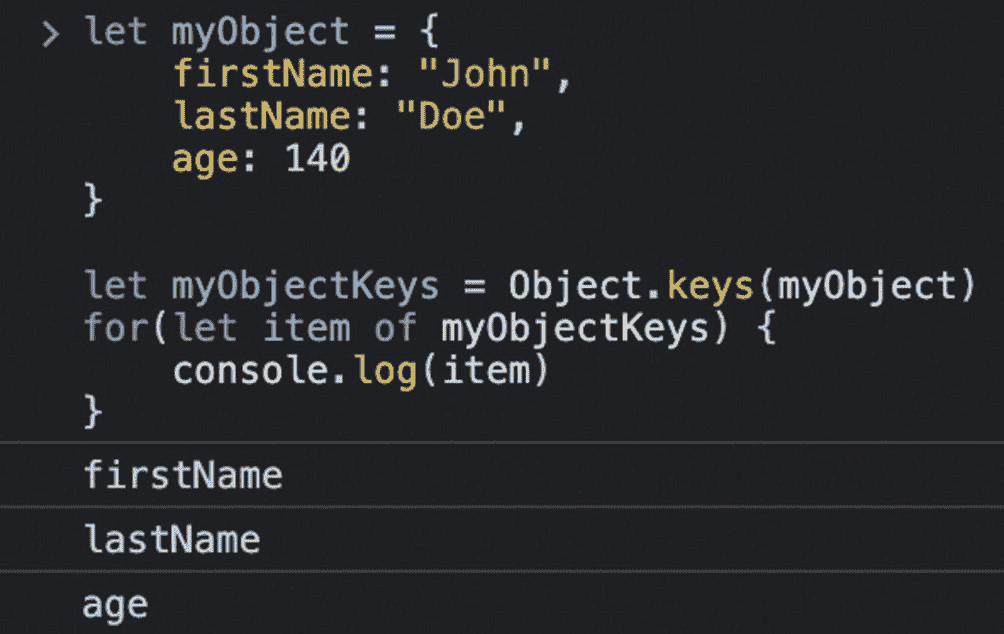 > let myObject = {
firstName: "John",
lastName: "Doe",
age: 140
}
let myObjectKeys = Object.keys(myObject)
for(let item of myObjectKeys) {
console.log(item)
}
firstName
lastName
age